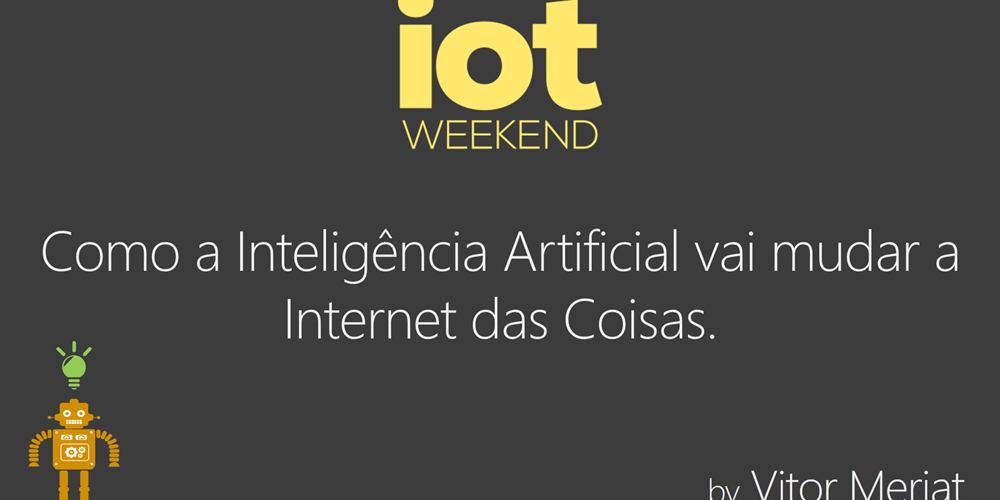 iot
WEEKEND
Como a Inteligência Artificial vai mudar a
Internet das Coisas.
by Vitor Meriat